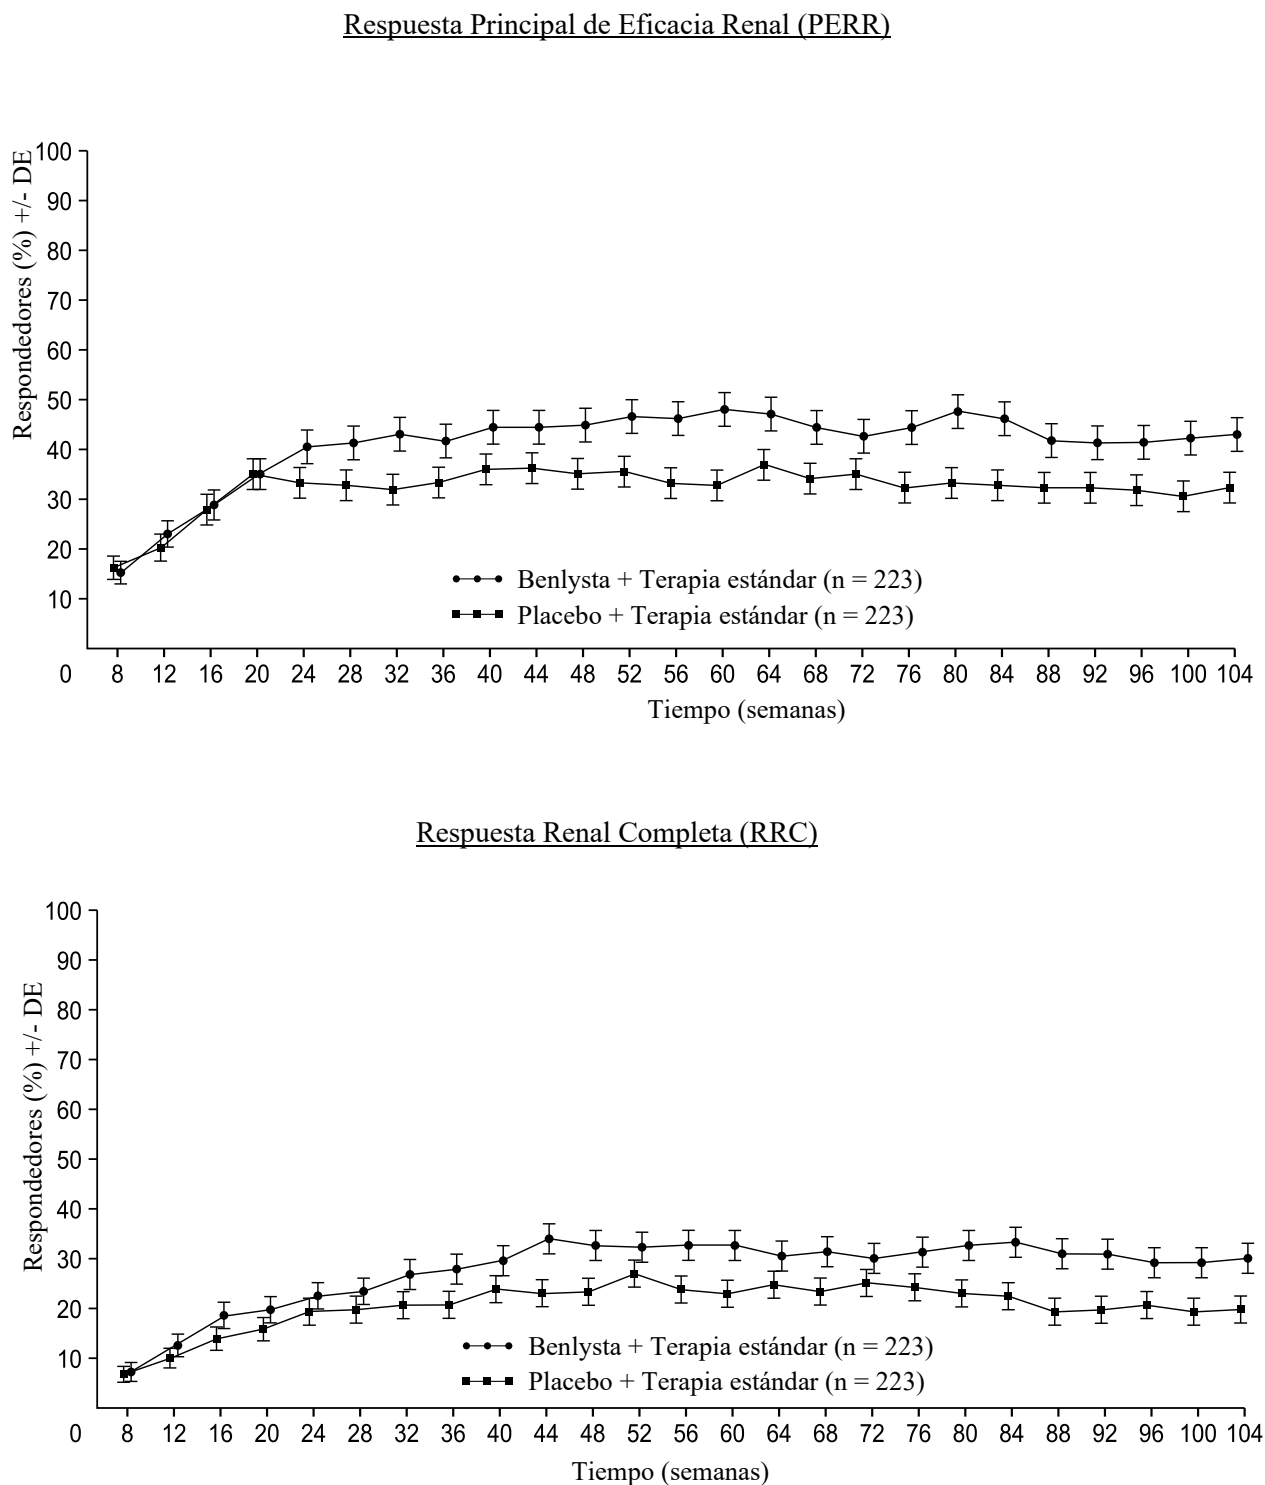 Respuesta Principal de Eficacia Renal (PERR)
Respondedores (%) +/- DE
100
90
80
70
60
50
40
30
20
10
0
Benlysta + Terapia estándar (n = 223)
Placebo + Terapia estándar (n = 223)
8 12 16 20 24 28 32 36 40 44 48 52 56 60 64 68 72 76 80 84 88 92 96 100 104
Tiempo (semanas)
Respuesta Renal Completa (RRC)
Respondedores (%) +/- DE
100
90
80
70
60
50
40
30
20
10
0
Benlysta + Terapia estándar (n = 223)
Placebo + Terapia estándar (n = 223)
8 12 16 20 24 28 32 36 40 44 48 52 56 60 64 68 72 76 80 84 88 92 96 100 104
Tiempo (semanas)